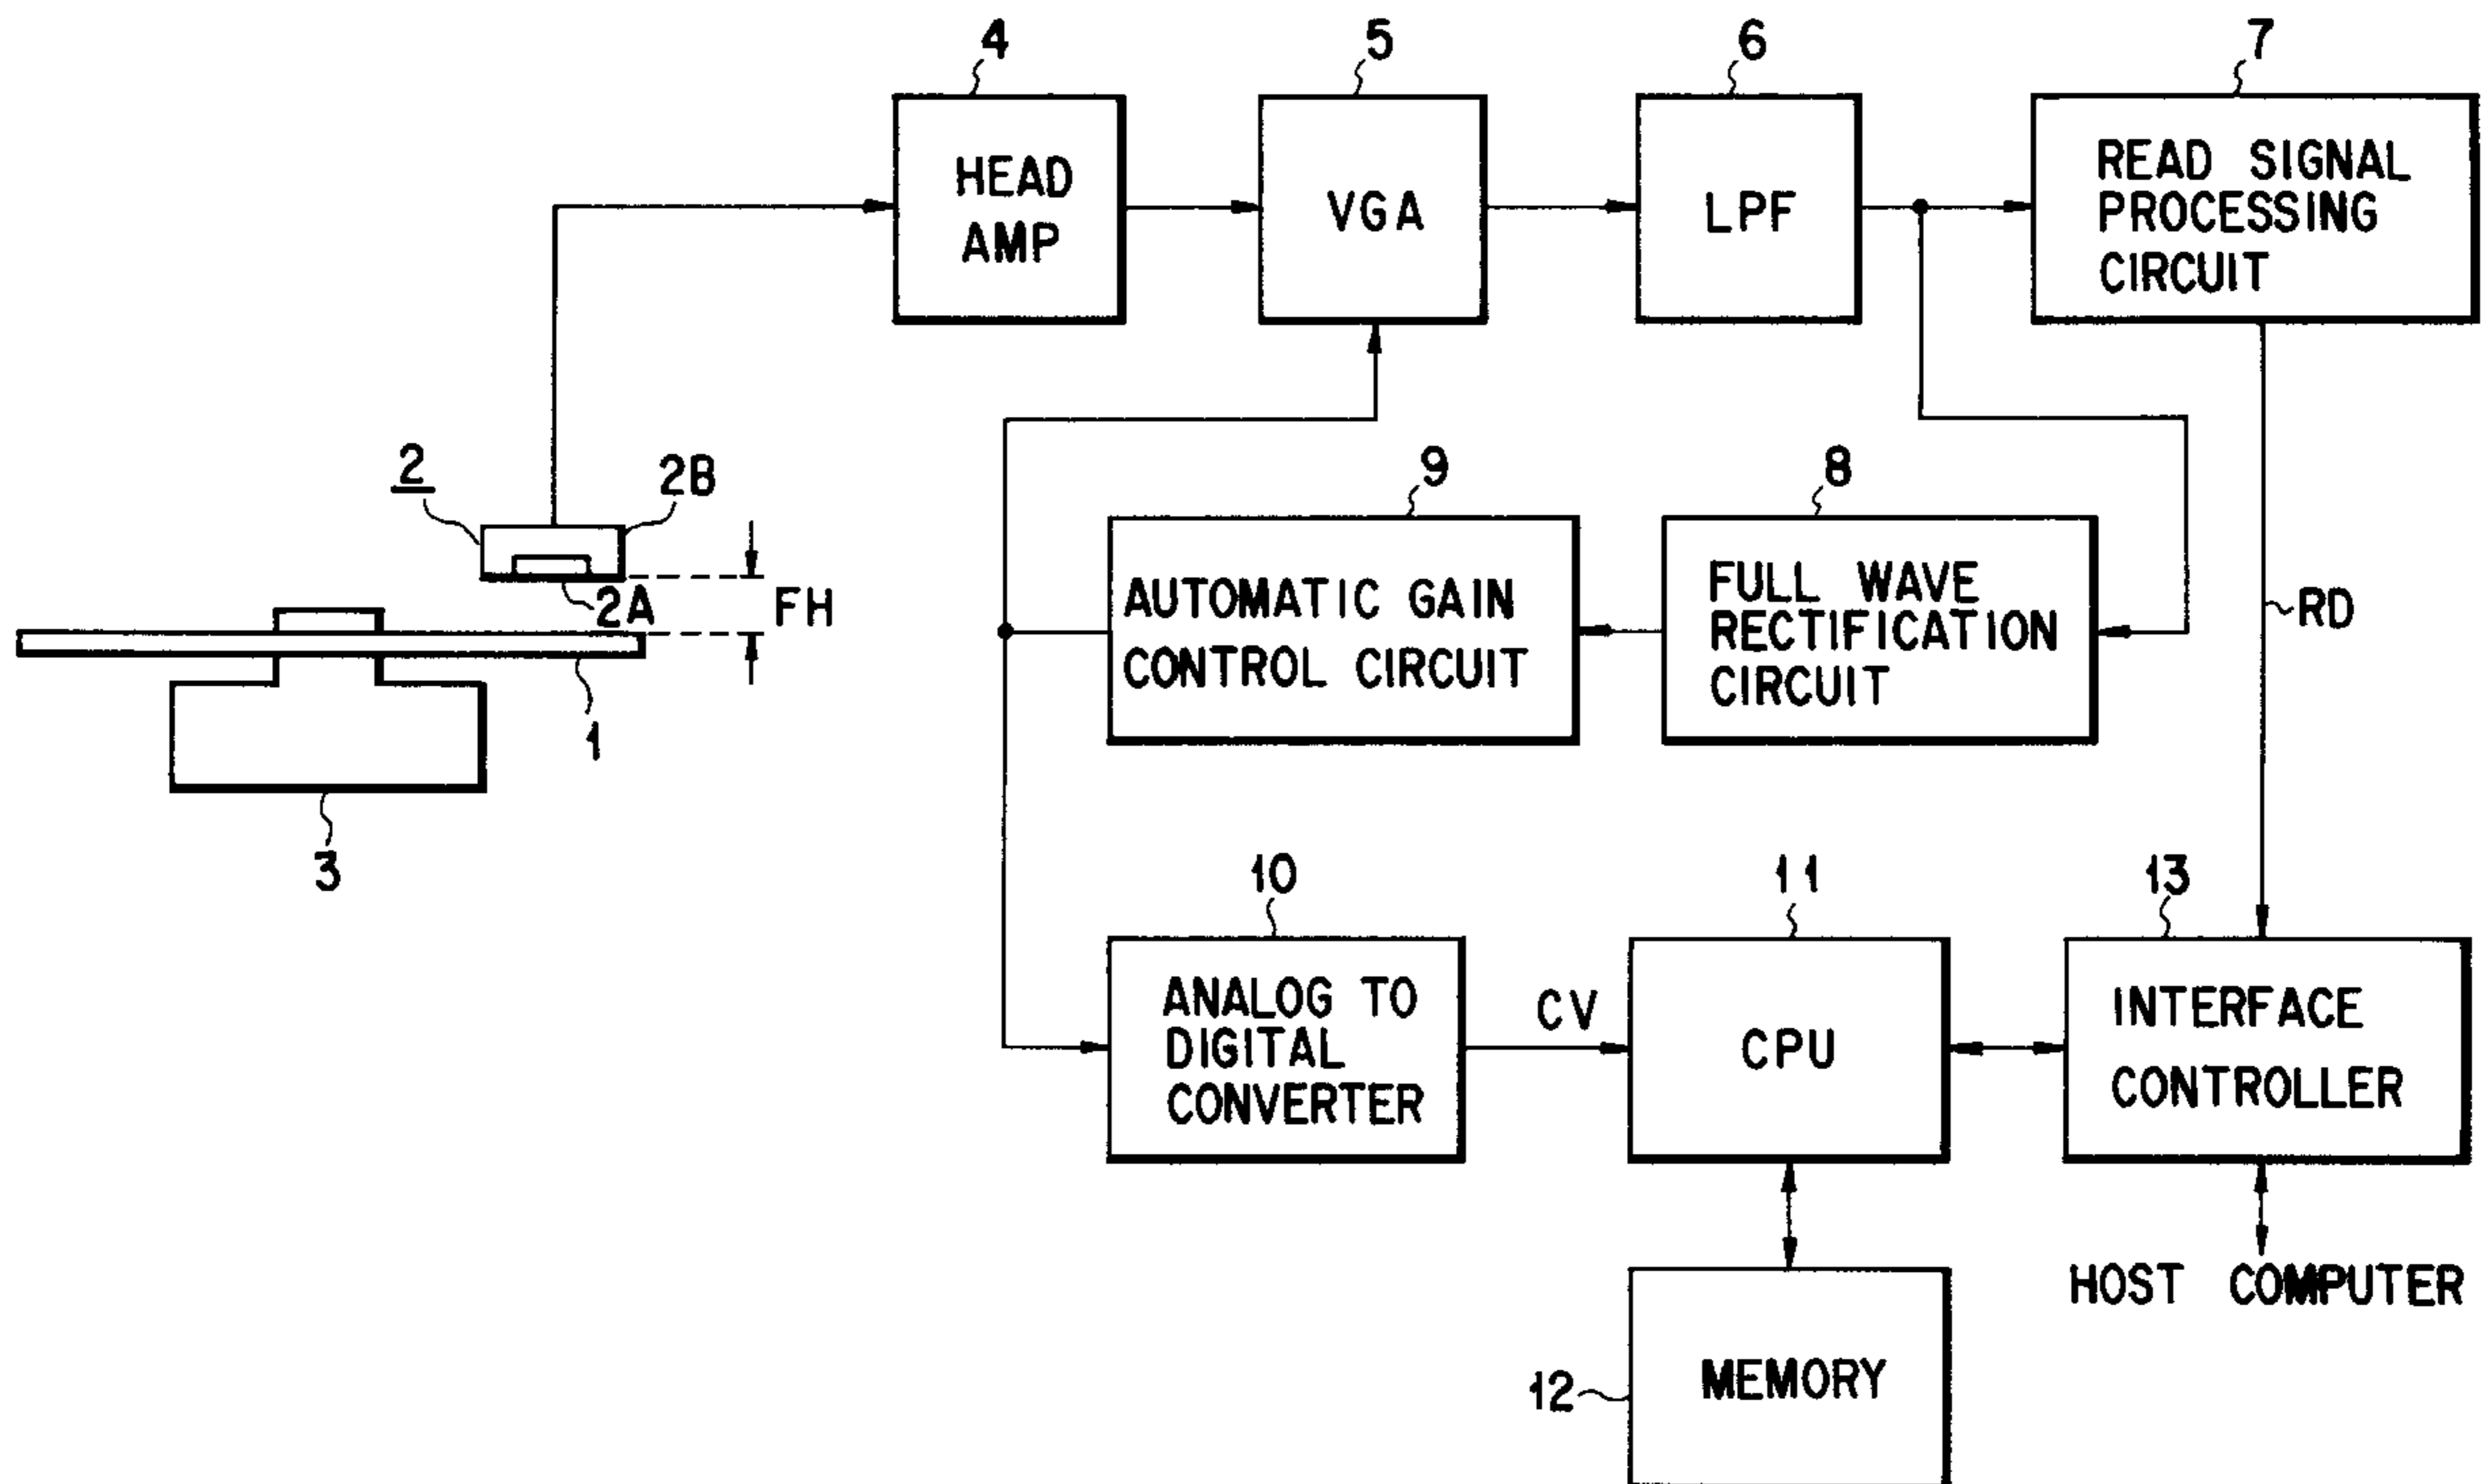 4
5
6
7
HEAD
AMP
VGA
LPF
READ SIGNAL
PROCESSING
CIRCUIT
2
2B
2A
FH
1
3
9
8
AUTOMATIC GAIN
CONTROL CIRCUIT
FULL WAVE
RECTIFICATION
CIRCUIT
RD
10
11
13
ANALOG TO
DIGITAL
CONVERTER
CV
CPU
INTERFACE
CONTROLLER
HOST COMPUTER
12
MEMORY